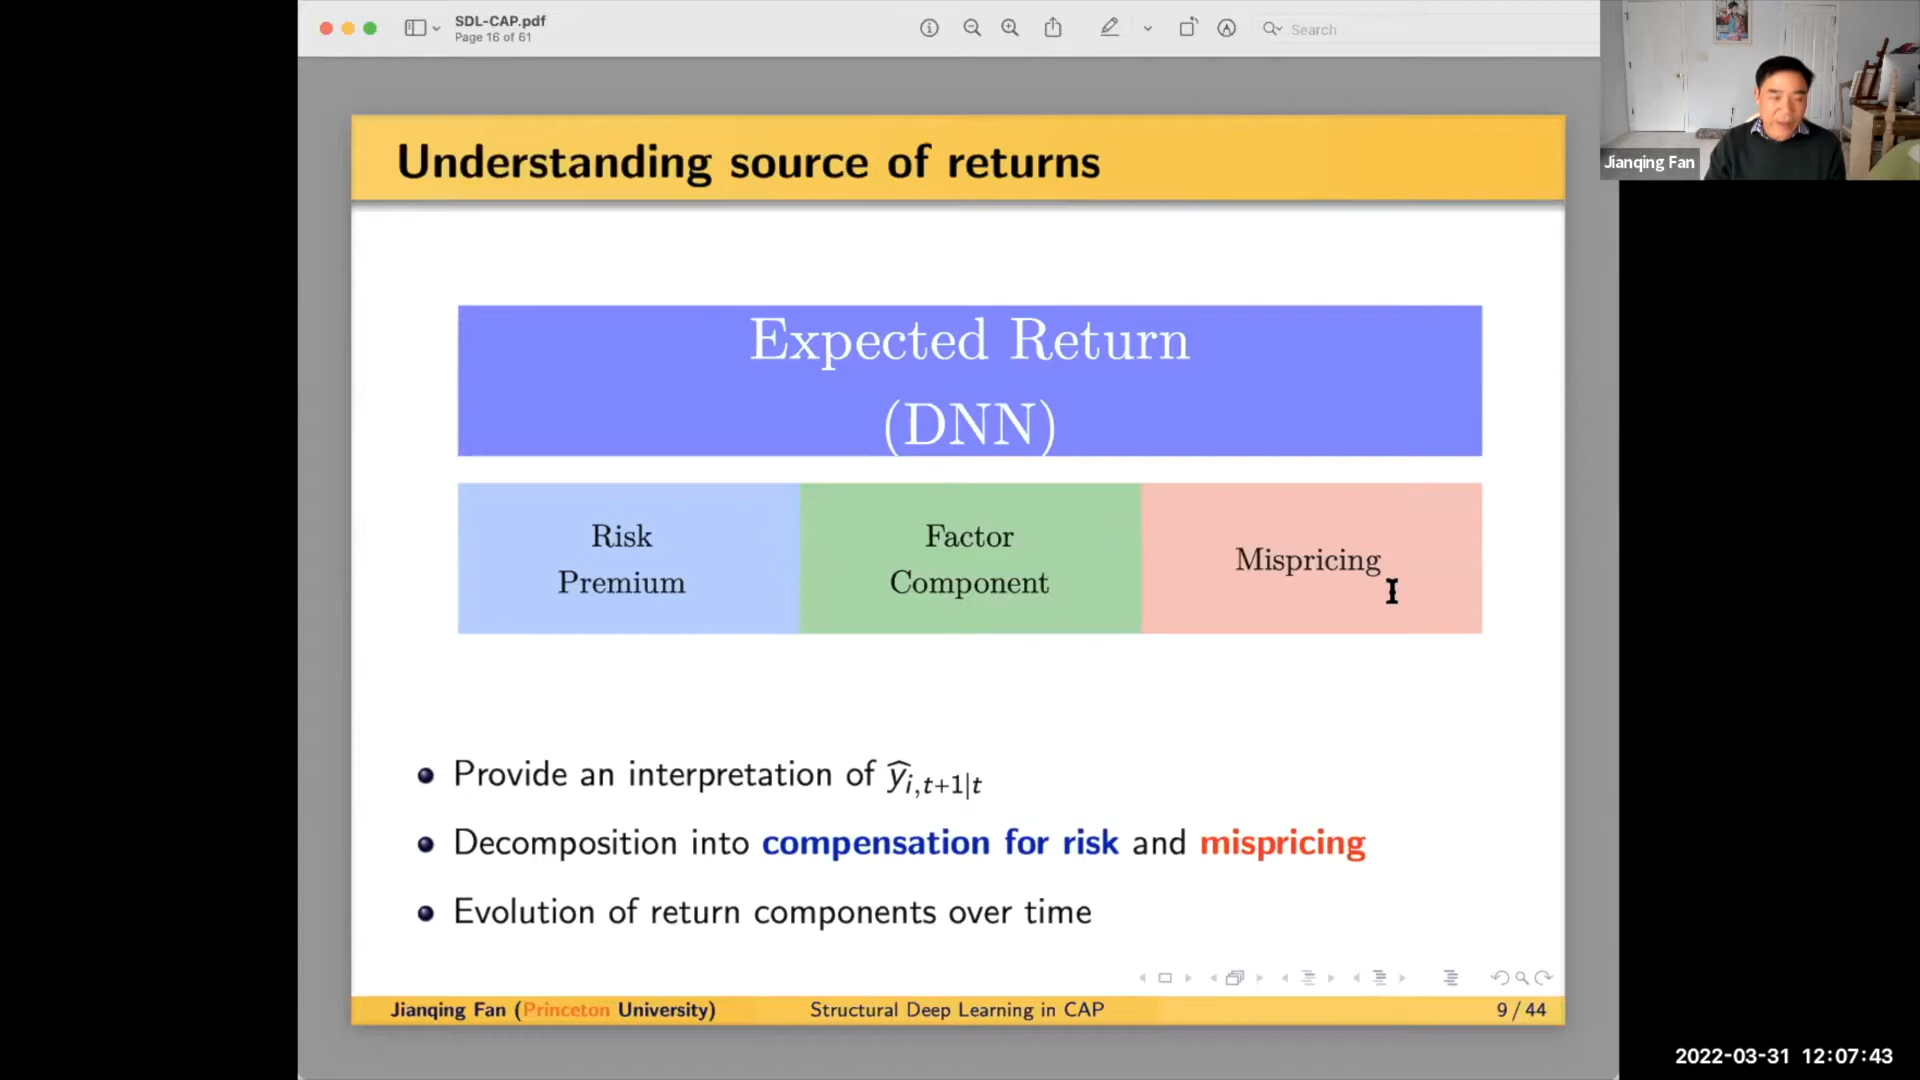 SDL-CAP.pdf
Page 16 of 61
Search
Jianqing Fan
Understanding source of returns
Expected Return
(DNN)
Risk
Premium
Factor
Component
Mispricing
Provide an interpretation of ŷ_{i,t+1|t}
Decomposition into compensation for risk and mispricing
Evolution of return components over time
Jianqing Fan (Princeton University) Structural Deep Learning in CAP 9 / 44
2022-03-31 12:07:43